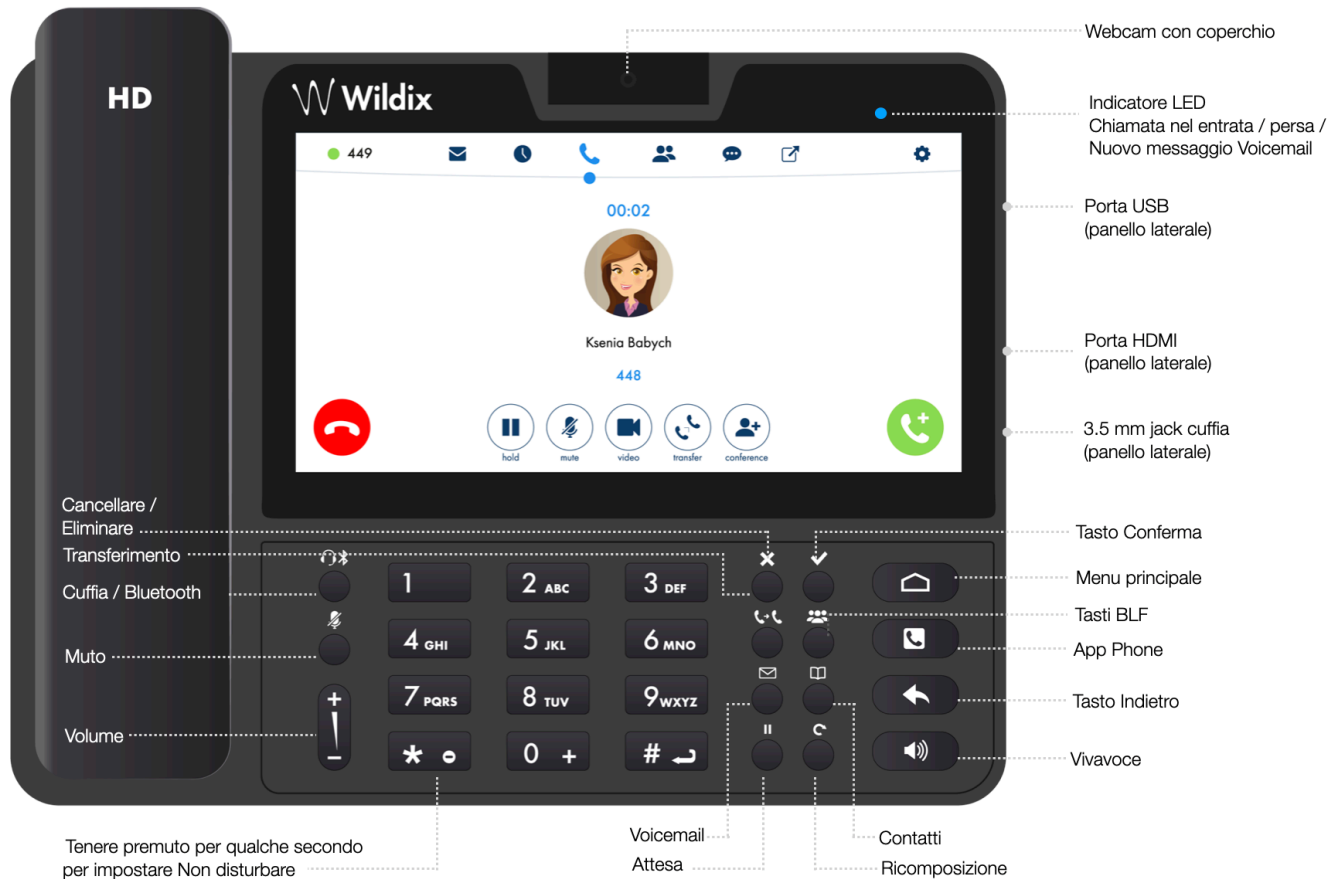 Webcam con coperchio
HD
Wildix
Indicatore LED
Chiamata nel entrata / persa /
Nuovo messaggio Voicemail
449
Porta USB
(panello laterale)
00:02
Ksenia Babych
448
Porta HDMI
(panello laterale)
3.5 mm jack cuffia
(panello laterale)
hold
mute
video
transfer
conference
Cancellare /
Eliminare
Transferimento
Cuffia / Bluetooth
Muto
Volume
1
2 ABC
3 DEF
4 GHI
5 JKL
6 MNO
7 PQRS
8 TUV
9 WXYZ
*
0 +
#
+
−
Tasto Conferma
Menu principale
Tasti BLF
App Phone
Tasto Indietro
Vivavoce
Tenere premuto per qualche secondo
per impostare Non disturbare
Voicemail
Attesa
Contatti
Ricomposizione